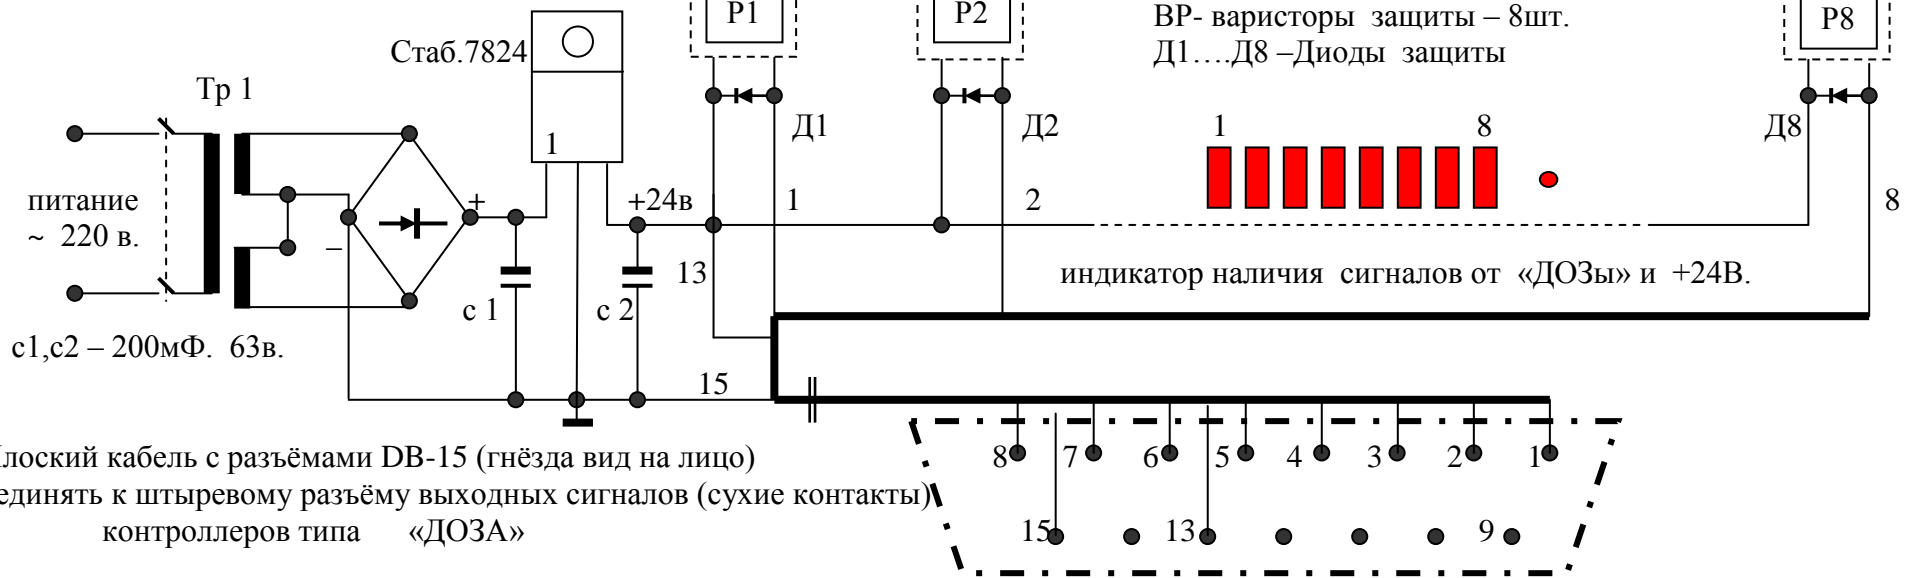 P1
P2
ВР- варисторы защиты – 8шт.
Р8
Стаб.7824
Д1….Д8 –Диоды защиты
Тр 1
Д1
Д2
1
8
Д8
1
питание
+
+24в
1
2
8
~ 220 в.
–
13
индикатор наличия сигналов от «ДОЗы» и +24В.
с 1
с 2
с1,с2 – 200мФ. 63в.
15
лоский кабель с разъёмами DB-15 (гнёзда вид на лицо)
8 7 6 5 4 3 2 1
единять к штыревому разъёму выходных сигналов (сухие контакты)
контроллеров типа «ДОЗА»
15 13 9